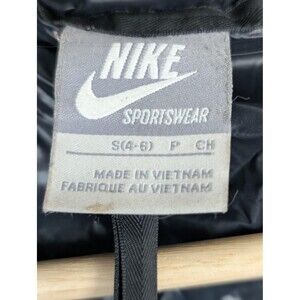 NIKE
SPORTSWEAR
S(4-6) P CH
MADE IN VIETNAM
FABRIQUE AU VIETNAM